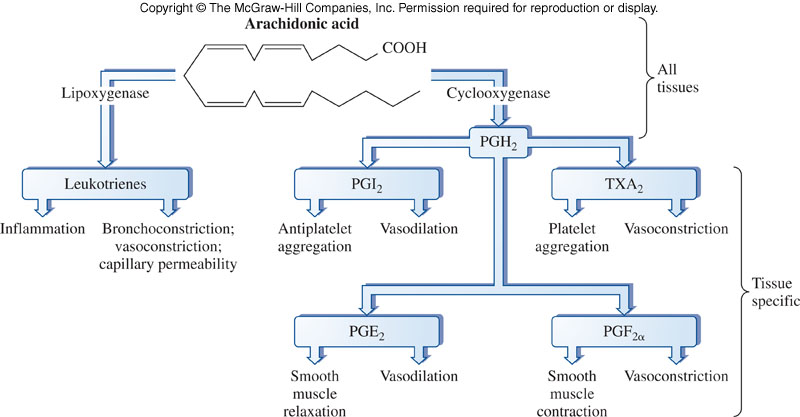 Copyright © The McGraw-Hill Companies, Inc. Permission required for reproduction or display.
Arachidonic acid
COOH
Lipoxygenase
Cyclooxygenase
All
tissues
PGH₂
Leukotrienes
PGI₂
TXA₂
Inflammation
Bronchoconstriction;
vasoconstriction;
capillary permeability
Antiplatelet
aggregation
Vasodilation
Platelet
aggregation
Vasoconstriction
Tissue
specific
PGE₂
PGF₂α
Smooth
muscle
relaxation
Vasodilation
Smooth
muscle
contraction
Vasoconstriction